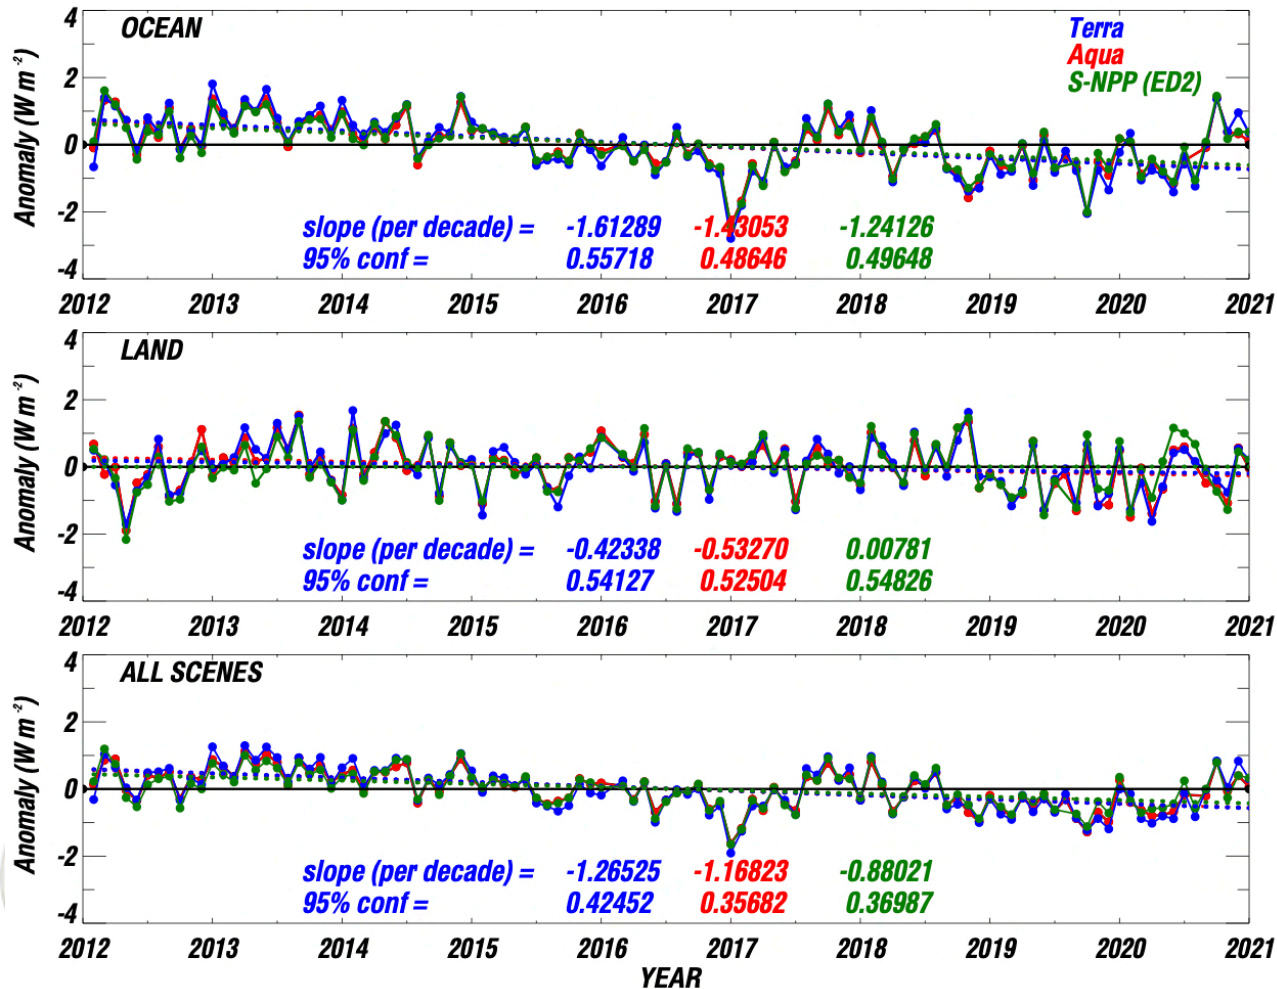 OCEAN
Terra
Aqua
S-NPP (ED2)
Anomaly (W m-2)
4
2
0
-2
-4
slope (per decade) = -1.61289 -1.43053 -1.24126
95% conf = 0.55718 0.48646 0.49648
2012 2013 2014 2015 2016 2017 2018 2019 2020 2021
LAND
Anomaly (W m-2)
4
2
0
-2
-4
slope (per decade) = -0.42338 -0.53270 0.00781
95% conf = 0.54127 0.52504 0.54826
2012 2013 2014 2015 2016 2017 2018 2019 2020 2021
ALL SCENES
Anomaly (W m-2)
4
2
0
-2
-4
slope (per decade) = -1.26525 -1.16823 -0.88021
95% conf = 0.42452 0.35682 0.36987
2012 2013 2014 2015 2016 2017 2018 2019 2020 2021
YEAR